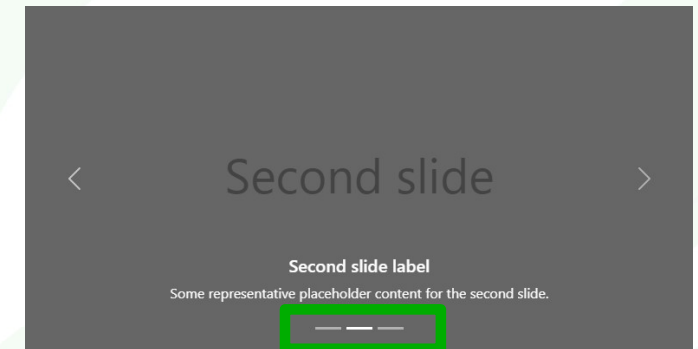 Second slide
Second slide label
Some representative placeholder content for the second slide.